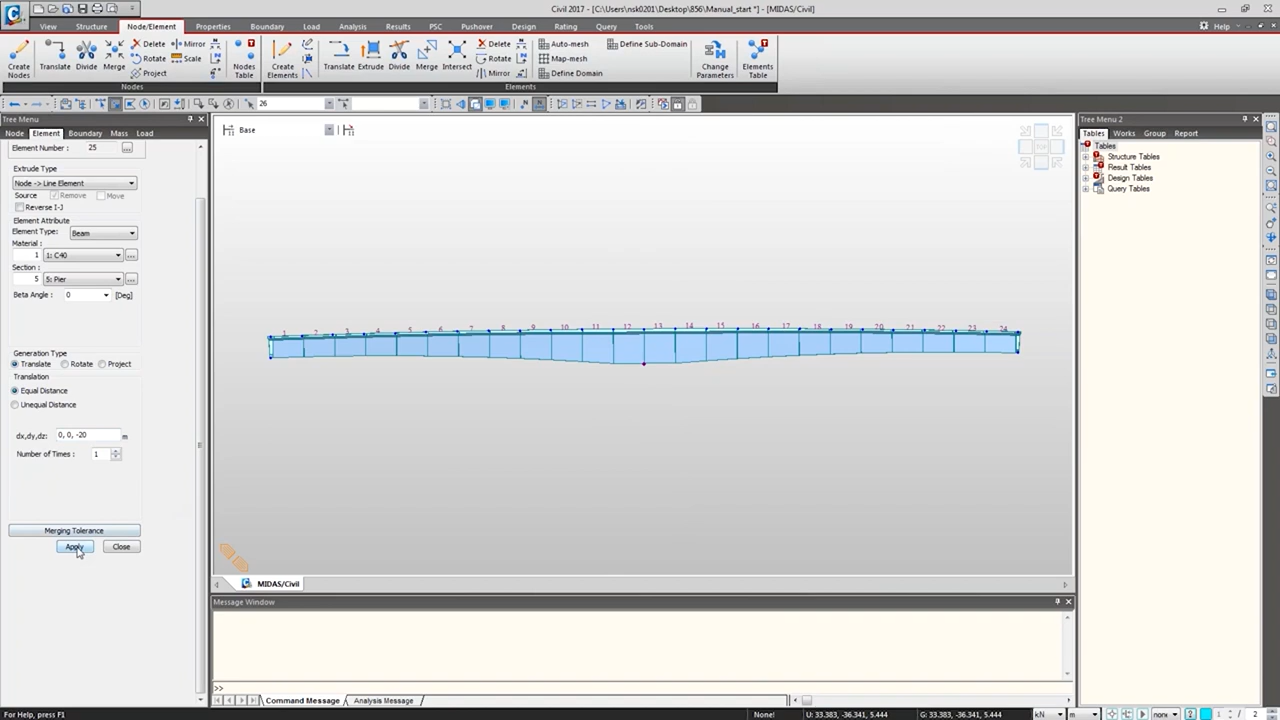 Civil 2017 - [C:\Users\nsk0201\Desktop\856\Manual_start *] - [MIDAS/Civil]
View Structure Node/Element Properties Boundary Load Analysis Results PSC Pushover Design Rating Query Tools Help
Create Nodes Translate Divide Merge Delete Rotate Project Mirror Scale Nodes Table
Create Elements Translate Extrude Divide Merge Intersect Delete Rotate Mirror
Auto-mesh Define Sub-Domain
Map-mesh
Define Domain
Change Parameters Elements Table
Nodes Elements
26
Tree Menu
Node Element Boundary Mass Load
Element Number : 25
Extrude Type
Node -> Line Element
Source Remove Move
Reverse I-J
Element Attribute
Element Type: Beam
Material :
1 1: C40
Section :
5 5: Pier
Beta Angle : 0 [Deg]
Generation Type
Translate Rotate Project
Translation
Equal Distance
Unequal Distance
dx,dy,dz: 0, 0, -20 m
Number of Times : 1
Merging Tolerance
Apply Close
Base
1 2 3 4 5 6 7 8 9 10 11 12 13 14 15 16 17 18 19 20 21 22 23 24
MIDAS/Civil
Message Window
>>
Command Message Analysis Message
Tree Menu 2
Tables Works Group Report
Tables
Structure Tables
Result Tables
Design Tables
Query Tables
For Help, press F1
None! U: 33.383, -36.341, 5.444 G: 33.383, -36.341, 5.444 kN m none 1 / 2